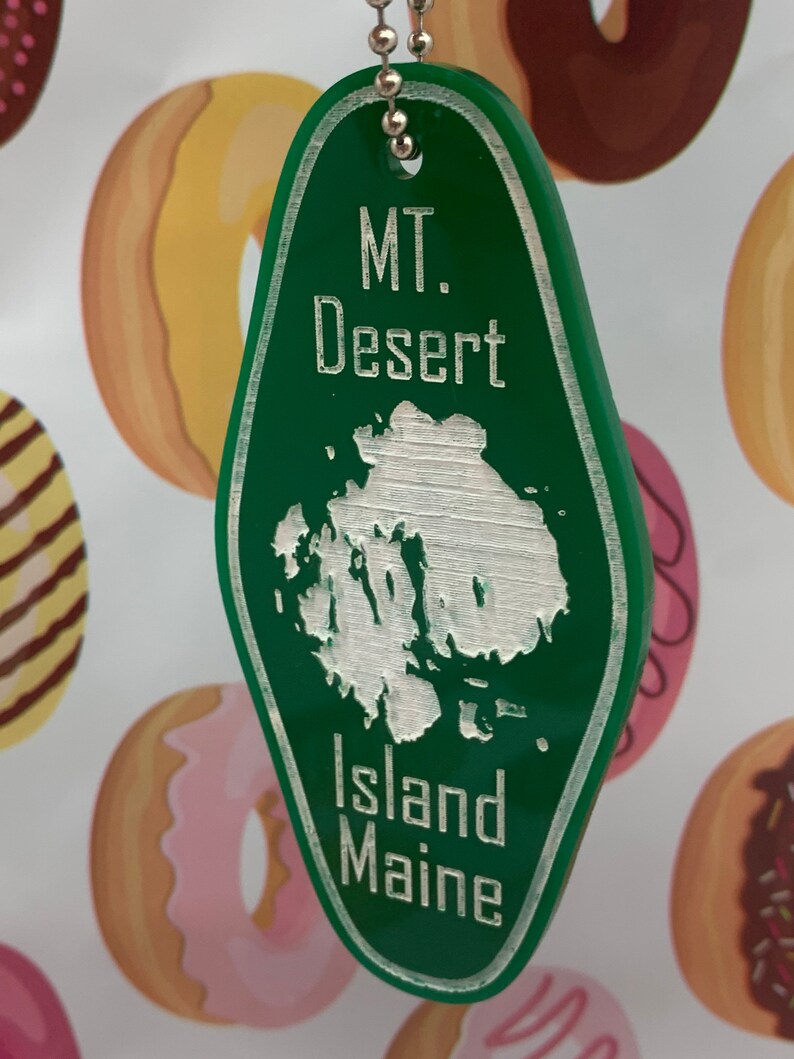 MT.
Desert
Island
Maine